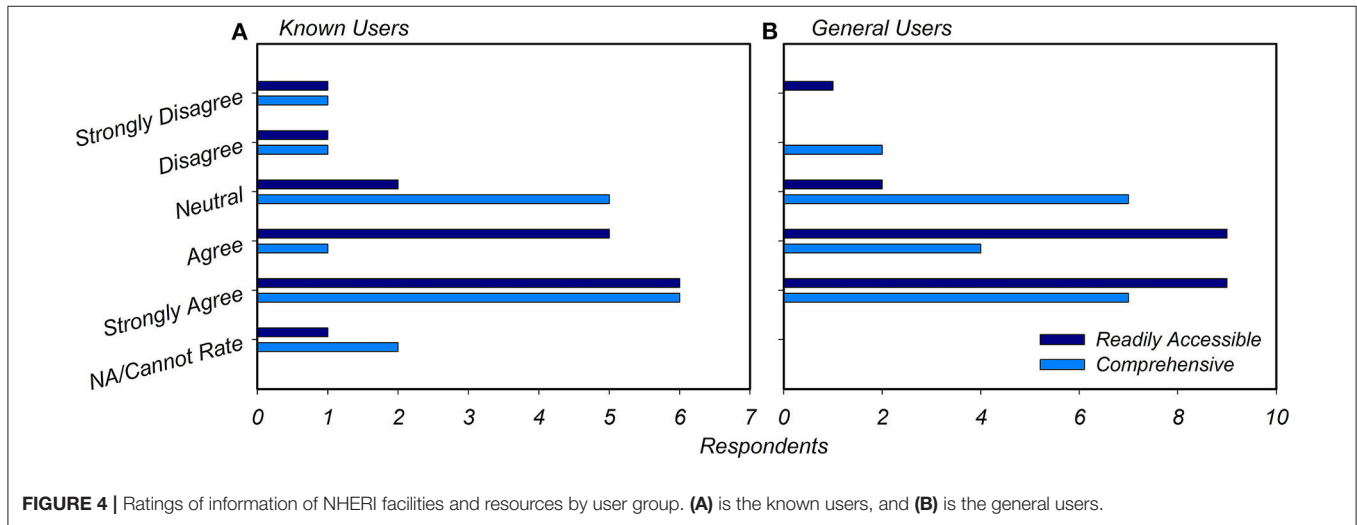 A Known Users
B General Users
Strongly Disagree
Disagree
Neutral
Agree
Strongly Agree
NA/Cannot Rate
Readily Accessible
Comprehensive
0 1 2 3 4 5 6 7
0 2 4 6 8 10
Respondents
FIGURE 4 | Ratings of information of NHERI facilities and resources by user group. (A) is the known users, and (B) is the general users.